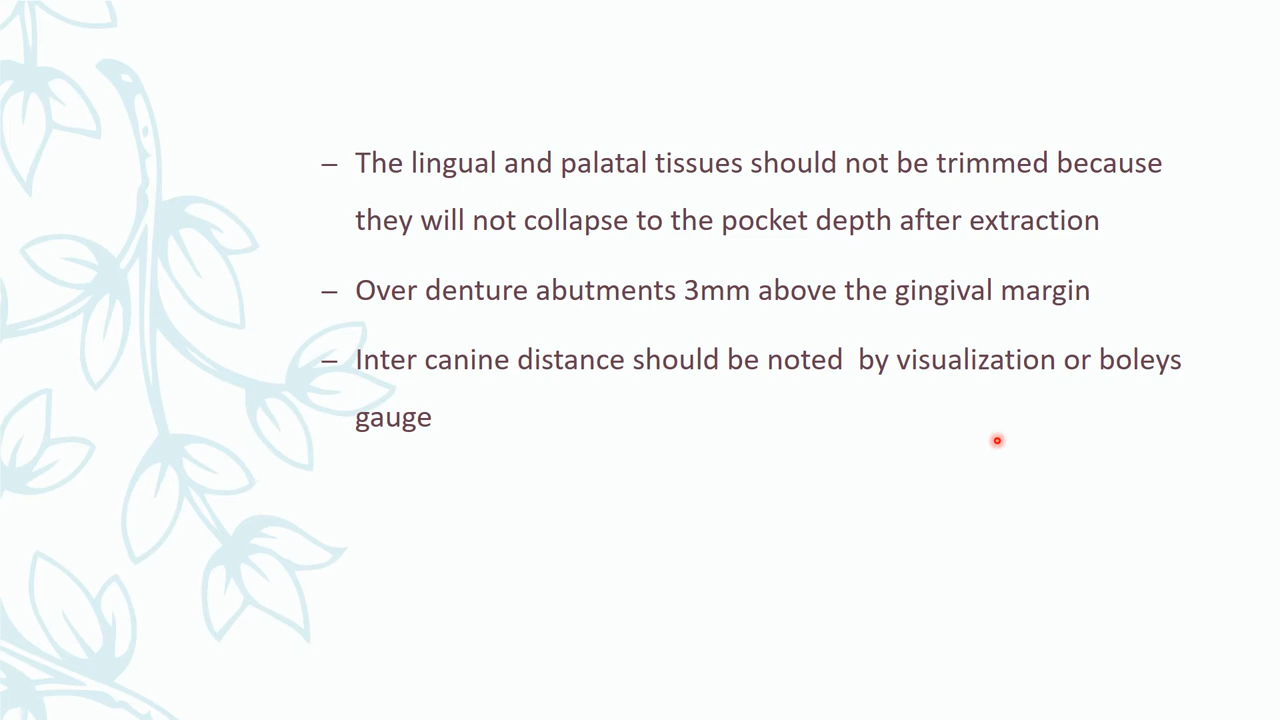 – The lingual and palatal tissues should not be trimmed because
they will not collapse to the pocket depth after extraction
– Over denture abutments 3mm above the gingival margin
– Inter canine distance should be noted  by visualization or boleys
gauge